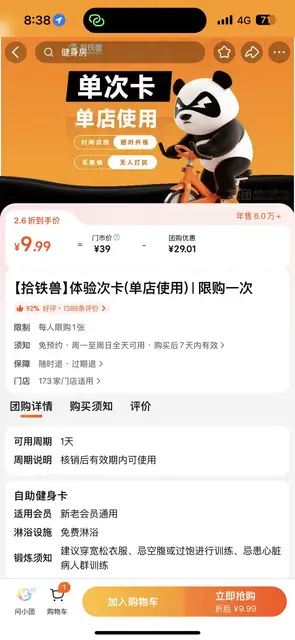 8:38
4G 71
健身房
单次卡
单店使用
时间自由 随时开练
无人打扰
2.6折到手价
年售 8.0万+
¥9.99 = 门市价 ¥39 - 团购优惠 ¥29.01
【拾铁兽】体验次卡(单店使用) | 限购一次
92% 好评·1388条评价 >
限制 每人限购1张
须知 免预约·周一至周日全天可用·购买后7天内有效 >
保障 随时退·过期退 >
门店 173家门店适用 >
团购详情 购买须知 评价
可用周期 1天
周期说明 核销后有效期内可使用
自助健身卡
适用会员 新老会员通用
淋浴设施 免费淋浴
锻炼须知 建议穿宽松衣服、忌空腹或过饱进行训练、忌患心脏
病人群训练
问小团
购物车
1
加入购物车
立即抢购
折后 ¥9.99